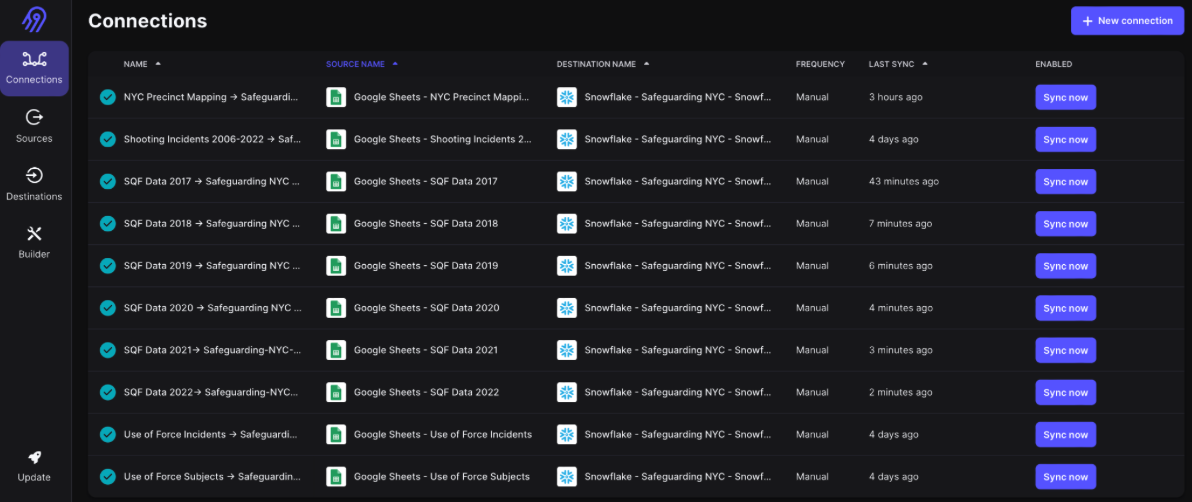 Connections
+ New connection
Connections
Sources
Destinations
Builder
Update
NAME SOURCE NAME DESTINATION NAME FREQUENCY LAST SYNC ENABLED
NYC Precinct Mapping → Safeguardi... Google Sheets - NYC Precinct Mappi... Snowflake - Safeguarding NYC - Snowf... Manual 3 hours ago Sync now
Shooting Incidents 2006-2022 → Saf... Google Sheets - Shooting Incidents 2... Snowflake - Safeguarding NYC - Snowf... Manual 4 days ago Sync now
SQF Data 2017 → Safeguarding NYC ... Google Sheets - SQF Data 2017 Snowflake - Safeguarding NYC - Snowf... Manual 43 minutes ago Sync now
SQF Data 2018 → Safeguarding NYC ... Google Sheets - SQF Data 2018 Snowflake - Safeguarding NYC - Snowf... Manual 7 minutes ago Sync now
SQF Data 2019 → Safeguarding NYC ... Google Sheets - SQF Data 2019 Snowflake - Safeguarding NYC - Snowf... Manual 6 minutes ago Sync now
SQF Data 2020 → Safeguarding NYC ... Google Sheets - SQF Data 2020 Snowflake - Safeguarding NYC - Snowf... Manual 4 minutes ago Sync now
SQF Data 2021→ Safeguarding-NYC-... Google Sheets - SQF Data 2021 Snowflake - Safeguarding NYC - Snowf... Manual 3 minutes ago Sync now
SQF Data 2022→ Safeguarding-NYC... Google Sheets - SQF Data 2022 Snowflake - Safeguarding NYC - Snowf... Manual 2 minutes ago Sync now
Use of Force Incidents → Safeguardi... Google Sheets - Use of Force Incidents Snowflake - Safeguarding NYC - Snowf... Manual 4 days ago Sync now
Use of Force Subjects → Safeguardin... Google Sheets - Use of Force Subjects Snowflake - Safeguarding NYC - Snowf... Manual 4 days ago Sync now